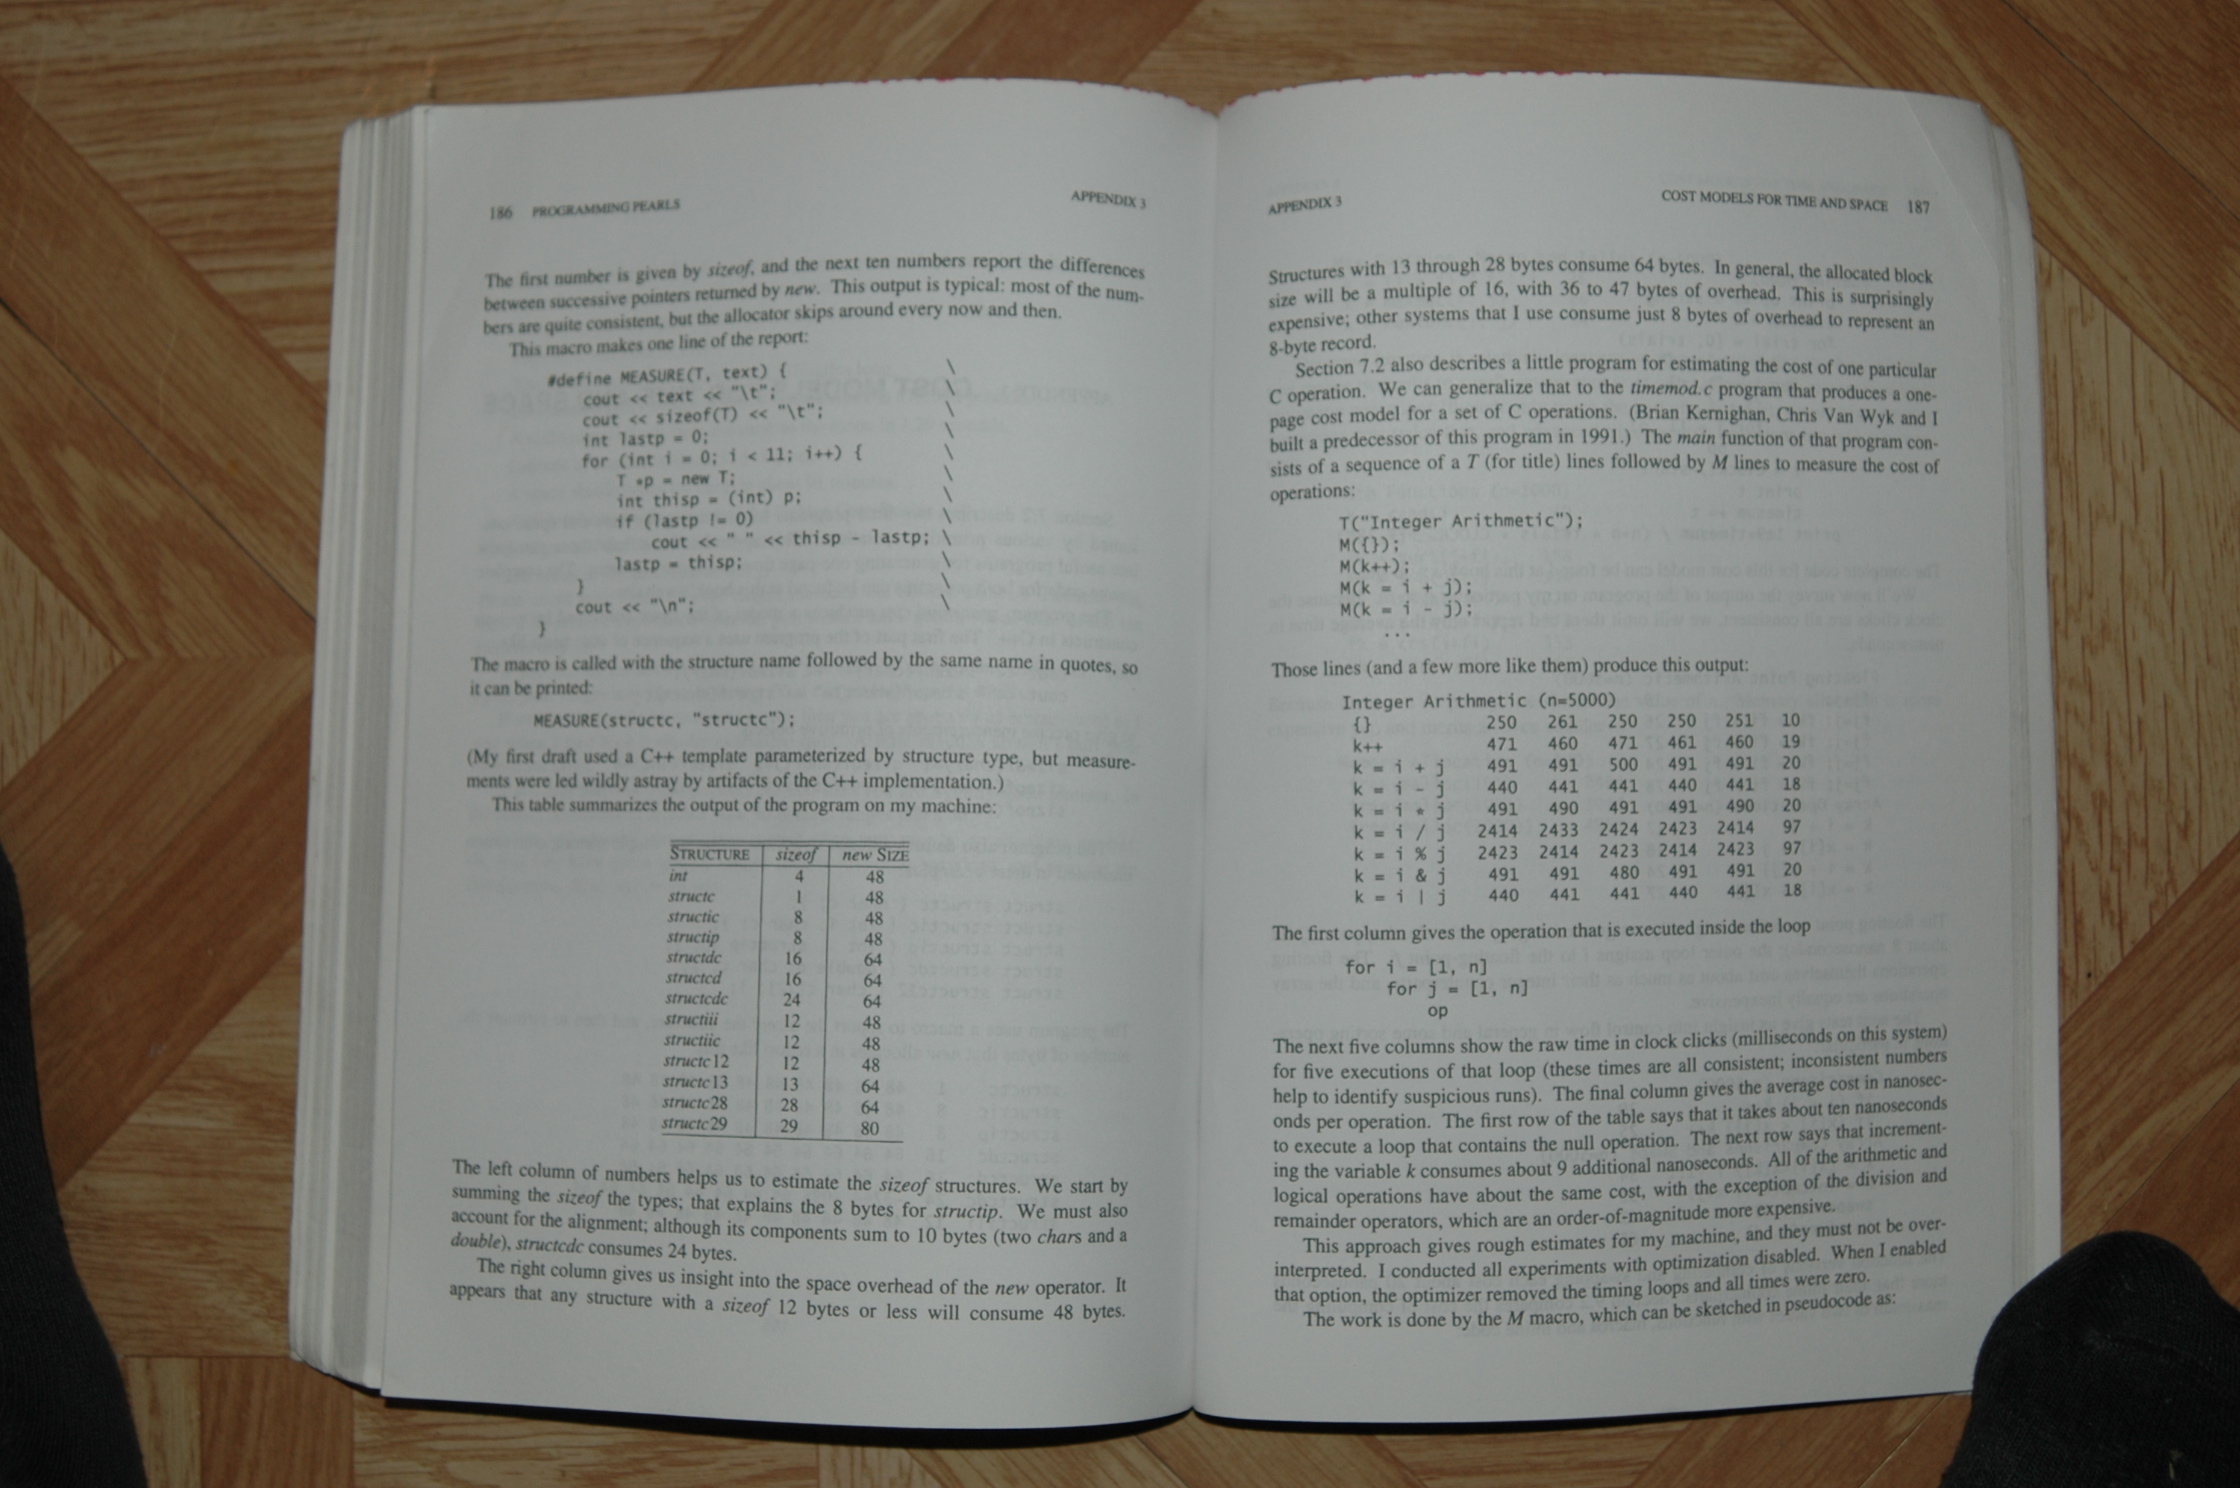 186 PROGRAMMING PEARLS APPENDIX 3
The first number is given by sizeof, and the next ten numbers report the differences
between successive pointers returned by new. This output is typical: most of the num-
bers are quite consistent, but the allocator skips around every now and then.
This macro makes one line of the report:
#define MEASURE(T, text) { \
cout << text << "\t"; \
cout << sizeof(T) << "\t"; \
int lastp = 0; \
for (int i = 0; i < 11; i++) { \
T *p = new T; \
int thisp = (int) p; \
if (lastp != 0) \
cout << " " << thisp - lastp; \
lastp = thisp; \
} \
cout << "\n"; \
}
The macro is called with the structure name followed by the same name in quotes, so
it can be printed:
MEASURE(structc, "structc");
(My first draft used a C++ template parameterized by structure type, but measure-
ments were led wildly astray by artifacts of the C++ implementation.)
This table summarizes the output of the program on my machine:
STRUCTURE sizeof new SIZE
int 4 48
structc 1 48
structic 8 48
structip 8 48
structdc 16 64
structcd 16 64
structcdc 24 64
structiii 12 48
structiic 12 48
structc12 12 48
structc13 13 64
structc28 28 64
structc29 29 80
The left column of numbers helps us to estimate the sizeof structures. We start by
summing the sizeof the types; that explains the 8 bytes for structip. We must also
account for the alignment; although its components sum to 10 bytes (two chars and a
double), structcdc consumes 24 bytes.
The right column gives us insight into the space overhead of the new operator. It
appears that any structure with a sizeof 12 bytes or less will consume 48 bytes.
APPENDIX 3 COST MODELS FOR TIME AND SPACE 187
Structures with 13 through 28 bytes consume 64 bytes. In general, the allocated block
size will be a multiple of 16, with 36 to 47 bytes of overhead. This is surprisingly
expensive; other systems that I use consume just 8 bytes of overhead to represent an
8-byte record.
Section 7.2 also describes a little program for estimating the cost of one particular
C operation. We can generalize that to the timemod.c program that produces a one-
page cost model for a set of C operations. (Brian Kernighan, Chris Van Wyk and I
built a predecessor of this program in 1991.) The main function of that program con-
sists of a sequence of a T (for title) lines followed by M lines to measure the cost of
operations:
T("Integer Arithmetic");
M({});
M(k++);
M(k = i + j);
M(k = i - j);
...
Those lines (and a few more like them) produce this output:
Integer Arithmetic (n=5000)
{} 250 261 250 250 251 10
k++ 471 460 471 461 460 19
k = i + j 491 491 500 491 491 20
k = i - j 440 441 441 440 441 18
k = i * j 491 490 491 491 490 20
k = i / j 2414 2433 2424 2423 2414 97
k = i % j 2423 2414 2423 2414 2423 97
k = i & j 491 491 480 491 491 20
k = i | j 440 441 441 440 441 18
The first column gives the operation that is executed inside the loop
for i = [1, n]
for j = [1, n]
op
The next five columns show the raw time in clock clicks (milliseconds on this system)
for five executions of that loop (these times are all consistent; inconsistent numbers
help to identify suspicious runs). The final column gives the average cost in nanosec-
onds per operation. The first row of the table says that it takes about ten nanoseconds
to execute a loop that contains the null operation. The next row says that increment-
ing the variable k consumes about 9 additional nanoseconds. All of the arithmetic and
logical operations have about the same cost, with the exception of the division and
remainder operators, which are an order-of-magnitude more expensive.
This approach gives rough estimates for my machine, and they must not be over-
interpreted. I conducted all experiments with optimization disabled. When I enabled
that option, the optimizer removed the timing loops and all times were zero.
The work is done by the M macro, which can be sketched in pseudocode as: